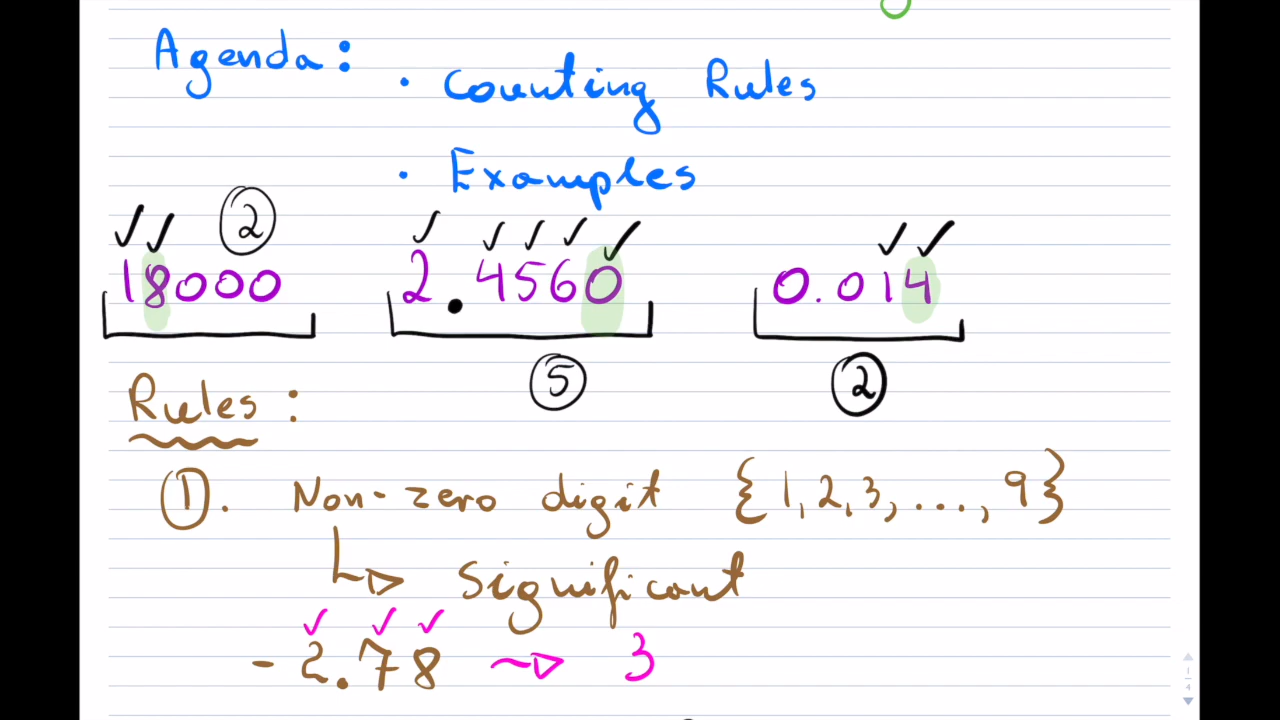 Agenda:
· Counting Rules
· Examples
✓✓ ② ✓ ✓✓✓✓ ✓✓
18000 2.4560 0.014
⑤ ②
Rules:
①. Non-zero digit {1, 2, 3, ..., 9}
Significant
✓ ✓ ✓
- 2.78 ~▷ 3